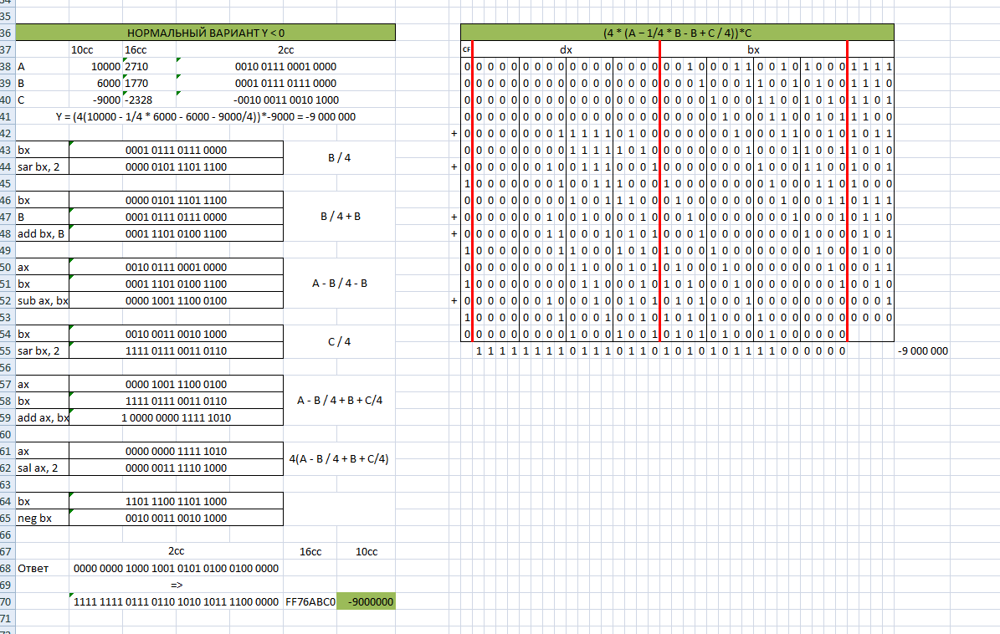 НОРМАЛЬНЫЙ ВАРИАНТ Y < 0
(4 * (A – 1/4 * B - B + C / 4))*C
35
36
37 10cc 16cc 2cc CF dx bx
38 A 10000 2710 0010 0111 0001 0000 0 0 0 0 0 0 0 0 0 0 0 0 0 0 0 0 0 0 0 1 0 0 0 1 1 0 0 1 0 1 0 0 0 1 1 1 1
39 B 6000 1770 0001 0111 0111 0000 0 0 0 0 0 0 0 0 0 0 0 0 0 0 0 0 0 0 0 0 1 0 0 0 1 1 0 0 1 0 1 0 0 1 1 1 0
40 C -9000 -2328 -0010 0011 0010 1000 0 0 0 0 0 0 0 0 0 0 0 0 0 0 0 0 0 0 0 0 0 1 0 0 0 1 1 0 0 1 0 1 0 1 1 0 1
41 Y = (4(10000 - 1/4 * 6000 - 6000 - 9000/4))*-9000 = -9 000 000 0 0 0 0 0 0 0 0 0 0 0 0 0 0 0 0 0 0 0 0 0 0 1 0 0 0 1 1 0 0 1 0 1 1 1 0 0
42 + 0 0 0 0 0 0 0 0 1 1 1 1 1 0 1 0 0 0 0 0 0 0 0 1 0 0 0 1 1 0 0 1 0 1 0 1 1
43 bx 0001 0111 0111 0000 0 0 0 0 0 0 0 0 0 1 1 1 1 1 0 1 0 0 0 0 0 0 0 0 1 0 0 0 1 1 0 0 1 1 0 1 0
B / 4
44 sar bx, 2 0000 0101 1101 1100 + 0 0 0 0 0 0 0 1 0 0 1 1 1 0 0 0 1 0 0 0 0 0 0 0 0 1 0 0 0 1 1 0 0 1 0 0 1
45 1 0 0 0 0 0 0 0 1 0 0 1 1 1 0 0 0 1 0 0 0 0 0 0 0 0 1 0 0 0 1 1 0 1 0 0 0
46 bx 0000 0101 1101 1100 0 0 0 0 0 0 0 0 0 1 0 0 1 1 1 0 0 0 1 0 0 0 0 0 0 0 0 1 0 0 0 1 1 0 1 1 1
47 B 0001 0111 0111 0000 B / 4 + B + 0 0 0 0 0 0 0 1 0 0 1 0 0 0 0 1 0 0 0 1 0 0 0 0 0 0 0 0 1 0 0 0 1 0 1 1 0
48 add bx, B 0001 1101 0100 1100 + 0 0 0 0 0 0 0 1 1 0 0 0 1 0 1 0 1 0 0 0 1 0 0 0 0 0 0 0 0 1 0 0 0 0 1 0 1
49 1 0 0 0 0 0 0 0 1 1 0 0 0 1 0 1 0 1 0 0 0 1 0 0 0 0 0 0 0 0 1 0 0 0 1 0 0
50 ax 0010 0111 0001 0000 0 0 0 0 0 0 0 0 0 1 1 0 0 0 1 0 1 0 1 0 0 0 1 0 0 0 0 0 0 0 0 1 0 0 0 1 1
51 bx 0001 1101 0100 1100 A - B / 4 - B 1 0 0 0 0 0 0 0 0 0 1 1 0 0 0 1 0 1 0 1 0 0 0 1 0 0 0 0 0 0 0 0 1 0 0 1 0
52 sub ax, bx 0000 1001 1100 0100 + 0 0 0 0 0 0 0 1 0 0 0 1 0 0 1 0 1 0 1 0 1 0 0 0 1 0 0 0 0 0 0 0 0 0 0 0 1
53 1 0 0 0 0 0 0 0 1 0 0 0 1 0 0 1 0 1 0 1 0 1 0 0 0 1 0 0 0 0 0 0 0 0 0 0 0
54 bx 0010 0011 0010 1000 0 0 0 0 0 0 0 0 0 1 0 0 0 1 0 0 1 0 1 0 1 0 1 0 0 0 1 0 0 0 0 0 0
C / 4
55 sar bx, 2 1111 0111 0011 0110 1 1 1 1 1 1 1 1 0 1 1 1 0 1 1 0 1 0 1 0 1 0 1 1 1 1 0 0 0 0 0 0 -9 000 000
56
57 ax 0000 1001 1100 0100
58 bx 1111 0111 0011 0110 A - B / 4 + B + C/4
59 add ax, bx 1 0000 0000 1111 1010
60
61 ax 0000 0000 1111 1010
4(A - B / 4 + B + C/4)
62 sal ax, 2 0000 0011 1110 1000
63
64 bx 1101 1100 1101 1000
65 neg bx 0010 0011 0010 1000
66
67 2cc 16cc 10cc
68 Ответ 0000 0000 1000 1001 0101 0100 0100 0000
69 =>
70 1111 1111 0111 0110 1010 1011 1100 0000 FF76ABC0 -9000000
71